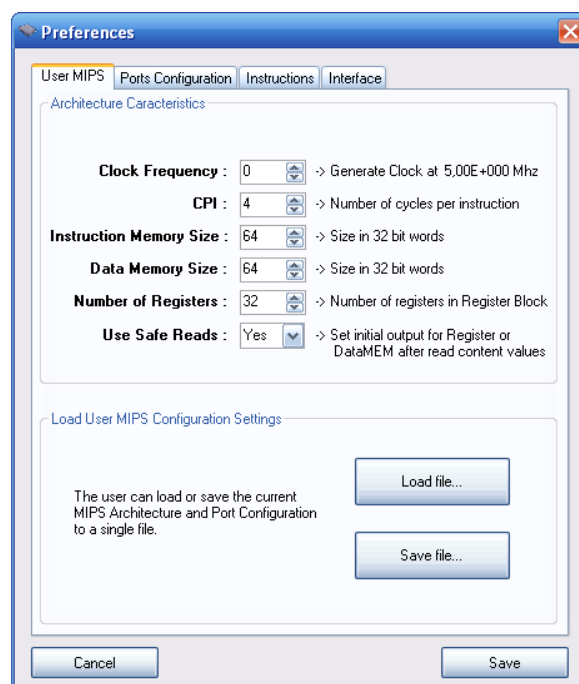 Preferences
User MIPS Ports Configuration Instructions Interface
Architecture Caracteristics
Clock Frequency : 0 -> Generate Clock at 5,00E+000 Mhz
CPI : 4 -> Number of cycles per instruction
Instruction Memory Size : 64 -> Size in 32 bit words
Data Memory Size : 64 -> Size in 32 bit words
Number of Registers : 32 -> Number of registers in Register Block
Use Safe Reads : Yes -> Set initial output for Register or
DataMEM after read content values
Load User MIPS Configuration Settings
The user can load or save the current
MIPS Architecture and Port Configuration
to a single file.
Load file...
Save file...
Cancel Save